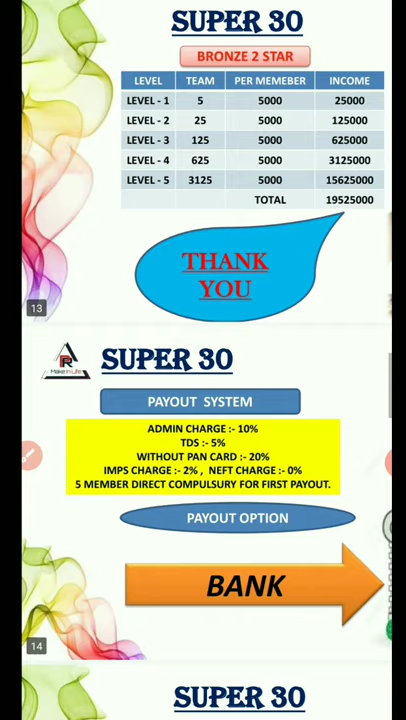 SUPER 30
BRONZE 2 STAR
LEVEL TEAM PER MEMEBER INCOME
LEVEL - 1 5 5000 25000
LEVEL - 2 25 5000 125000
LEVEL - 3 125 5000 625000
LEVEL - 4 625 5000 3125000
LEVEL - 5 3125 5000 15625000
TOTAL 19525000
THANK
YOU
13
SUPER 30
Make In Life
PAYOUT SYSTEM
ADMIN CHARGE :- 10%
TDS :- 5%
WITHOUT PAN CARD :- 20%
IMPS CHARGE :- 2% , NEFT CHARGE :- 0%
5 MEMBER DIRECT COMPULSURY FOR FIRST PAYOUT.
PAYOUT OPTION
BANK
14
SUPER 30